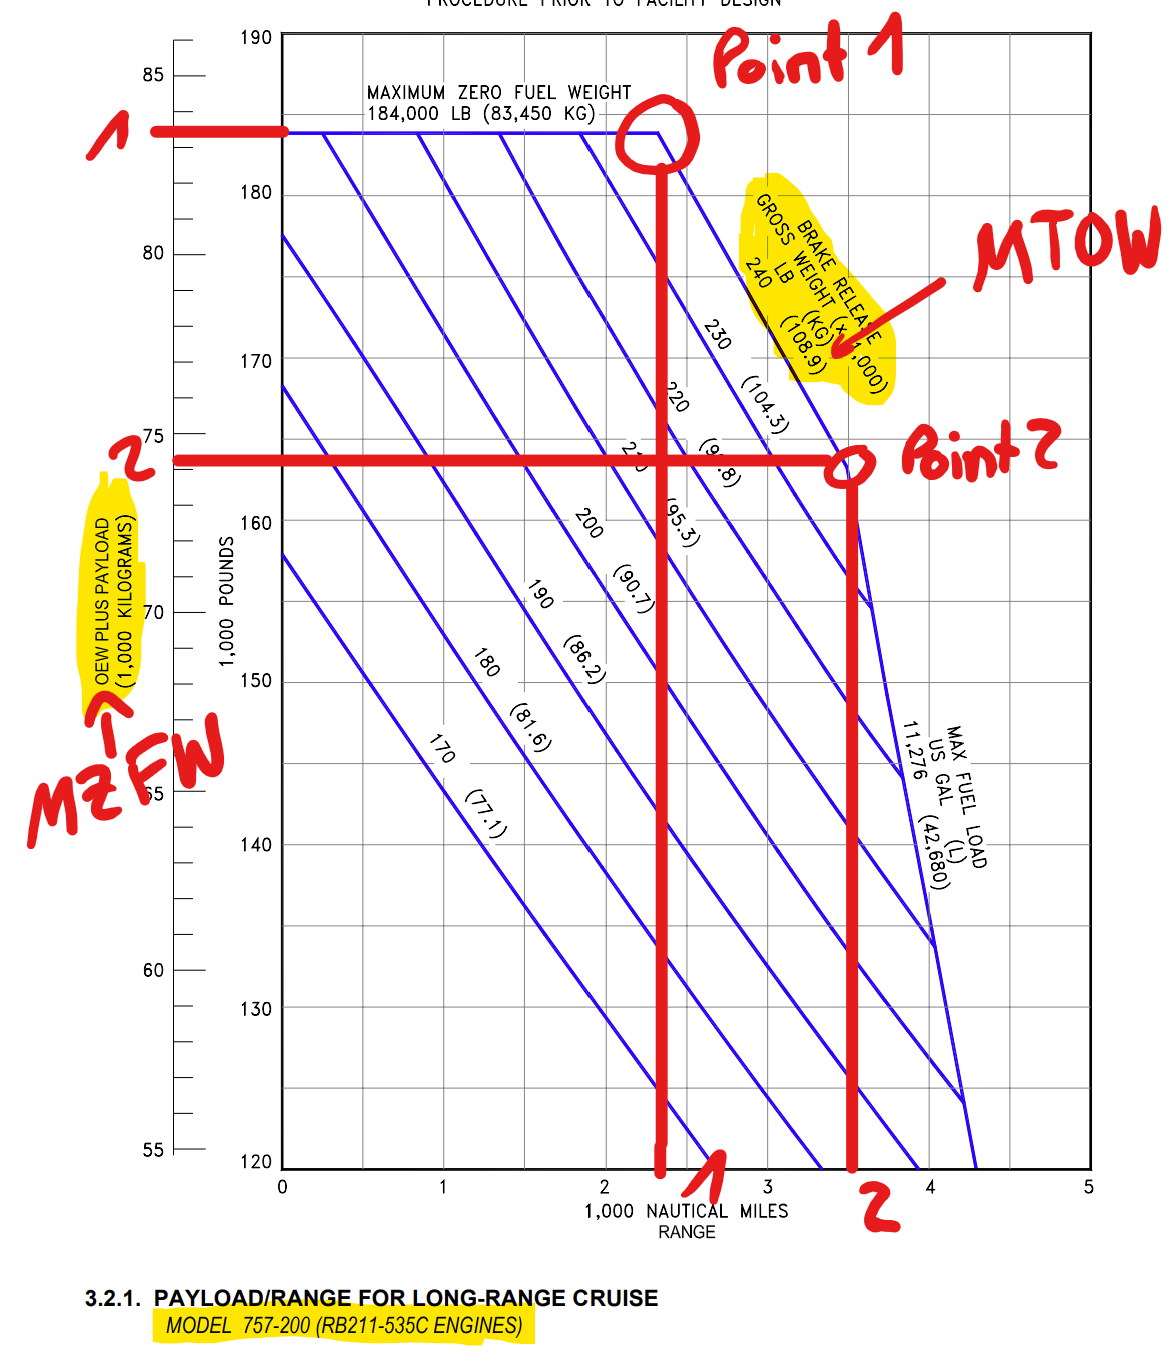 PROCEDURE PRIOR TO FACILITY DESIGN
Point 1
190
85
MAXIMUM ZERO FUEL WEIGHT
184,000 LB (83,450 KG)
1
180
80
BRAKE RELEASE
GROSS WEIGHT (x 1,000)
LB (KG)
240 (108.9)
MTOW
230 (104.3)
170
220
75
2
Point 2
210
(95.3)
160
200 (90.7)
OEW PLUS PAYLOAD
(1,000 KILOGRAMS)
1,000 POUNDS
70
190 (86.2)
150
180 (81.6)
170 (77.1)
MZFW
65
MAX FUEL LOAD
US GAL (L)
11,276 (42,680)
140
60
130
55
120
0 1 2 3 4 5
1
2
1,000 NAUTICAL MILES
RANGE
3.2.1. PAYLOAD/RANGE FOR LONG-RANGE CRUISE
MODEL 757-200 (RB211-535C ENGINES)